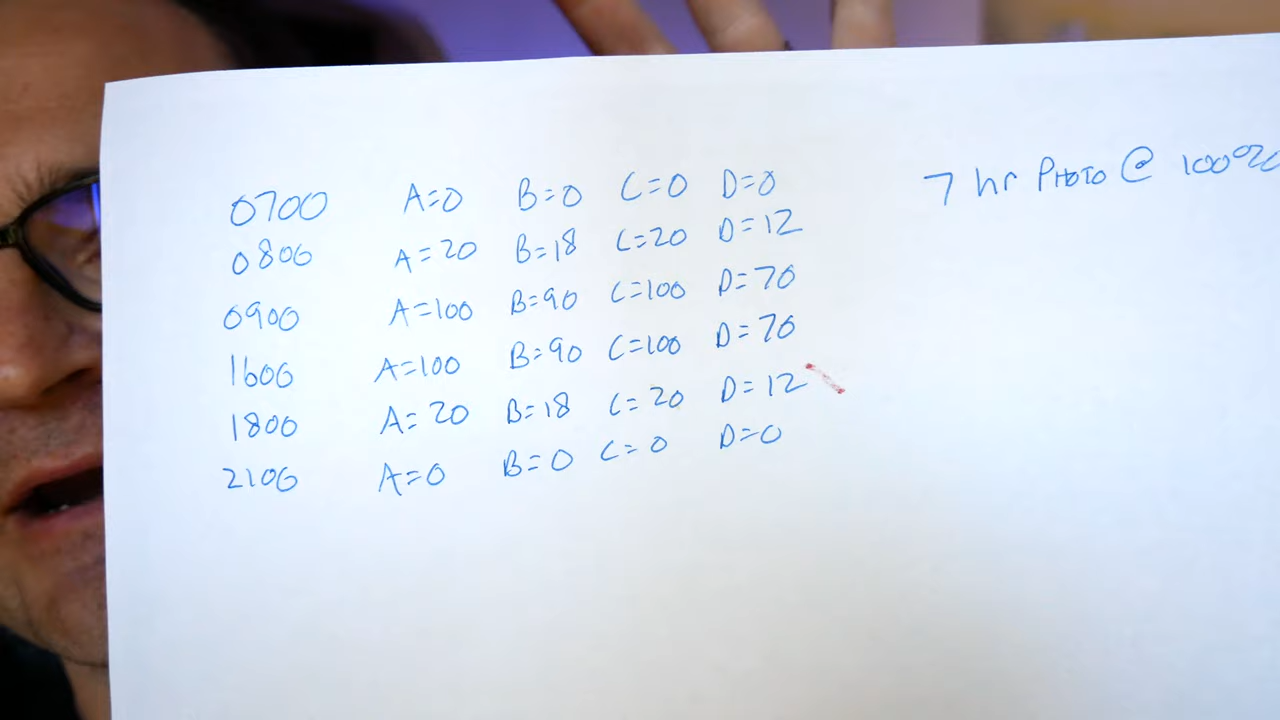 0700 A=0 B=0 C=0 D=0
0800 A=20 B=18 C=20 D=12
0900 A=100 B=90 C=100 D=70
1600 A=100 B=90 C=100 D=70
1800 A=20 B=18 C=20 D=12
2100 A=0 B=0 C=0 D=0
7 hr PHOTO @ 100%